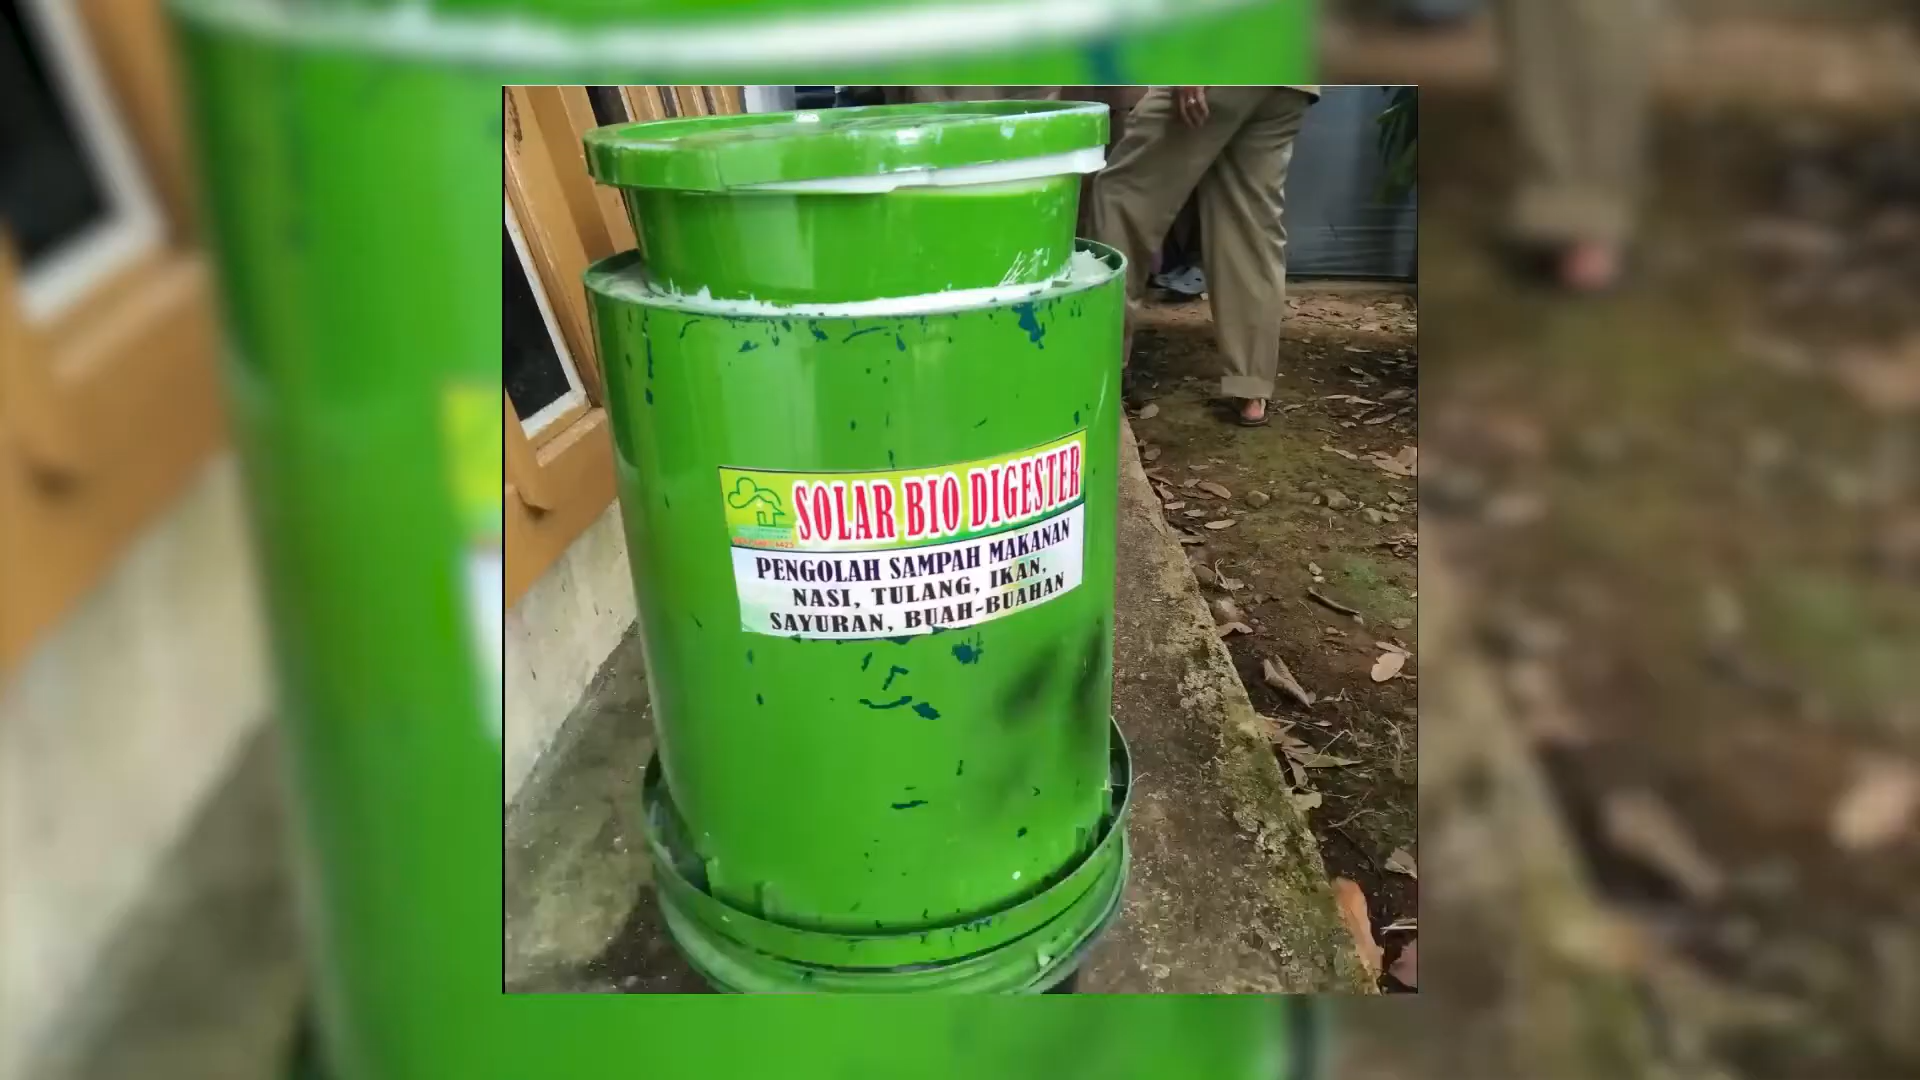 SOLAR BIO DIGESTER
PENGOLAH SAMPAH MAKANAN
NASI, TULANG, IKAN,
SAYURAN, BUAH-BUAHAN